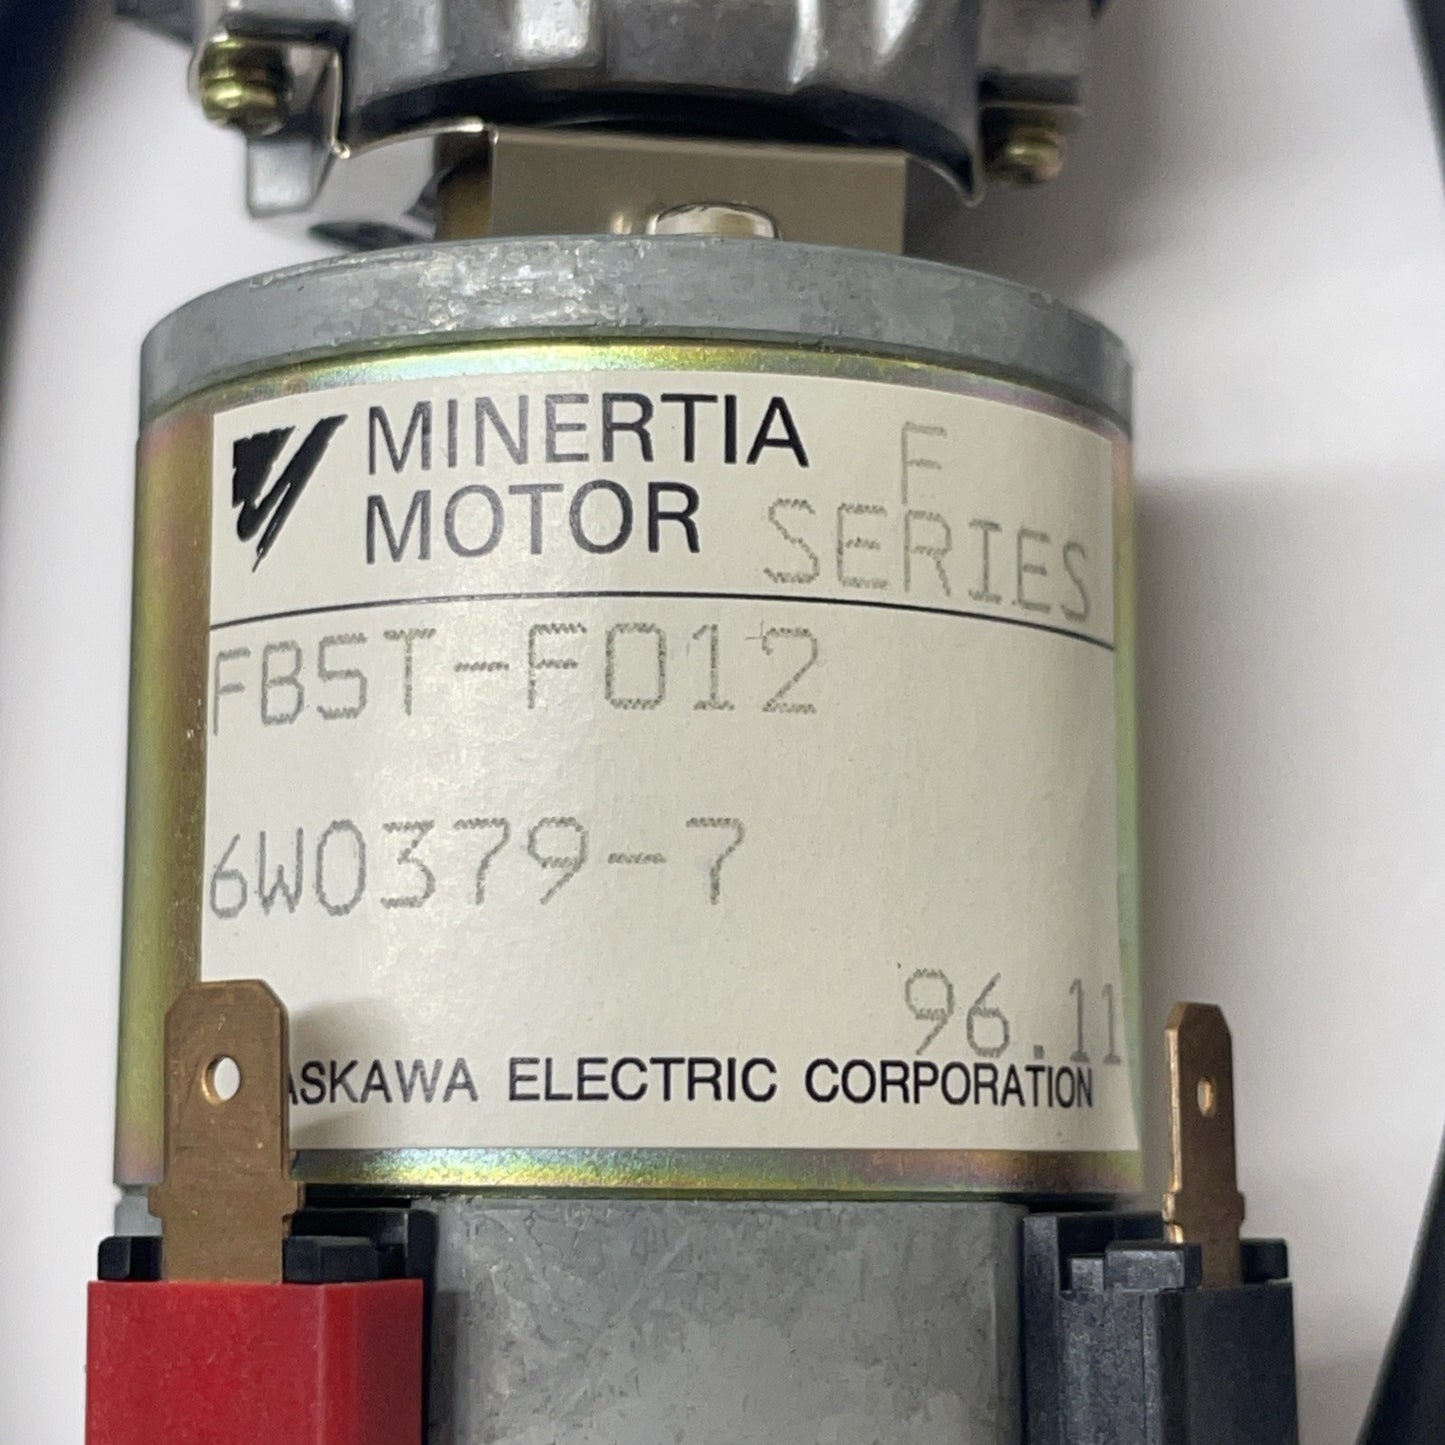 MINERTIA
MOTOR
F
SERIES
FB5T-F012
6W0379-7
96.11
ASKAWA ELECTRIC CORPORATION